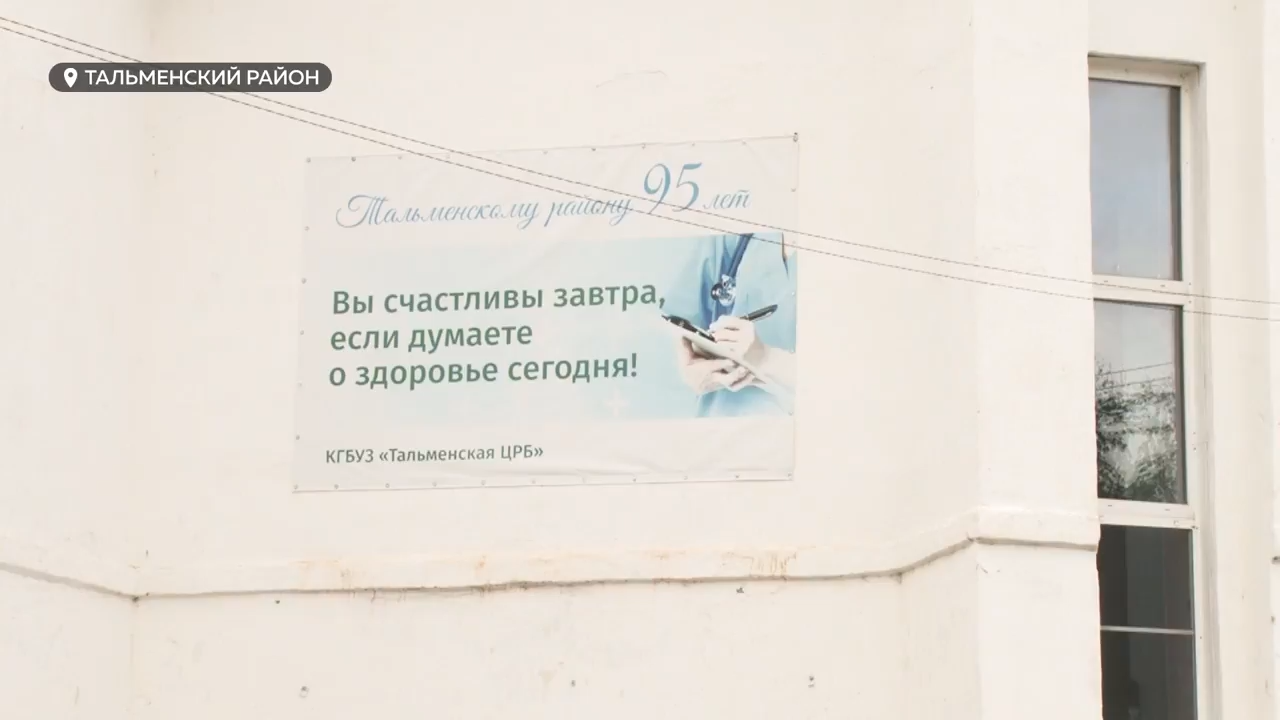 ТАЛЬМЕНСКИЙ РАЙОН
Тальменскому району 95 лет
Вы счастливы завтра,
если думаете
о здоровье сегодня!
КГБУЗ «Тальменская ЦРБ»